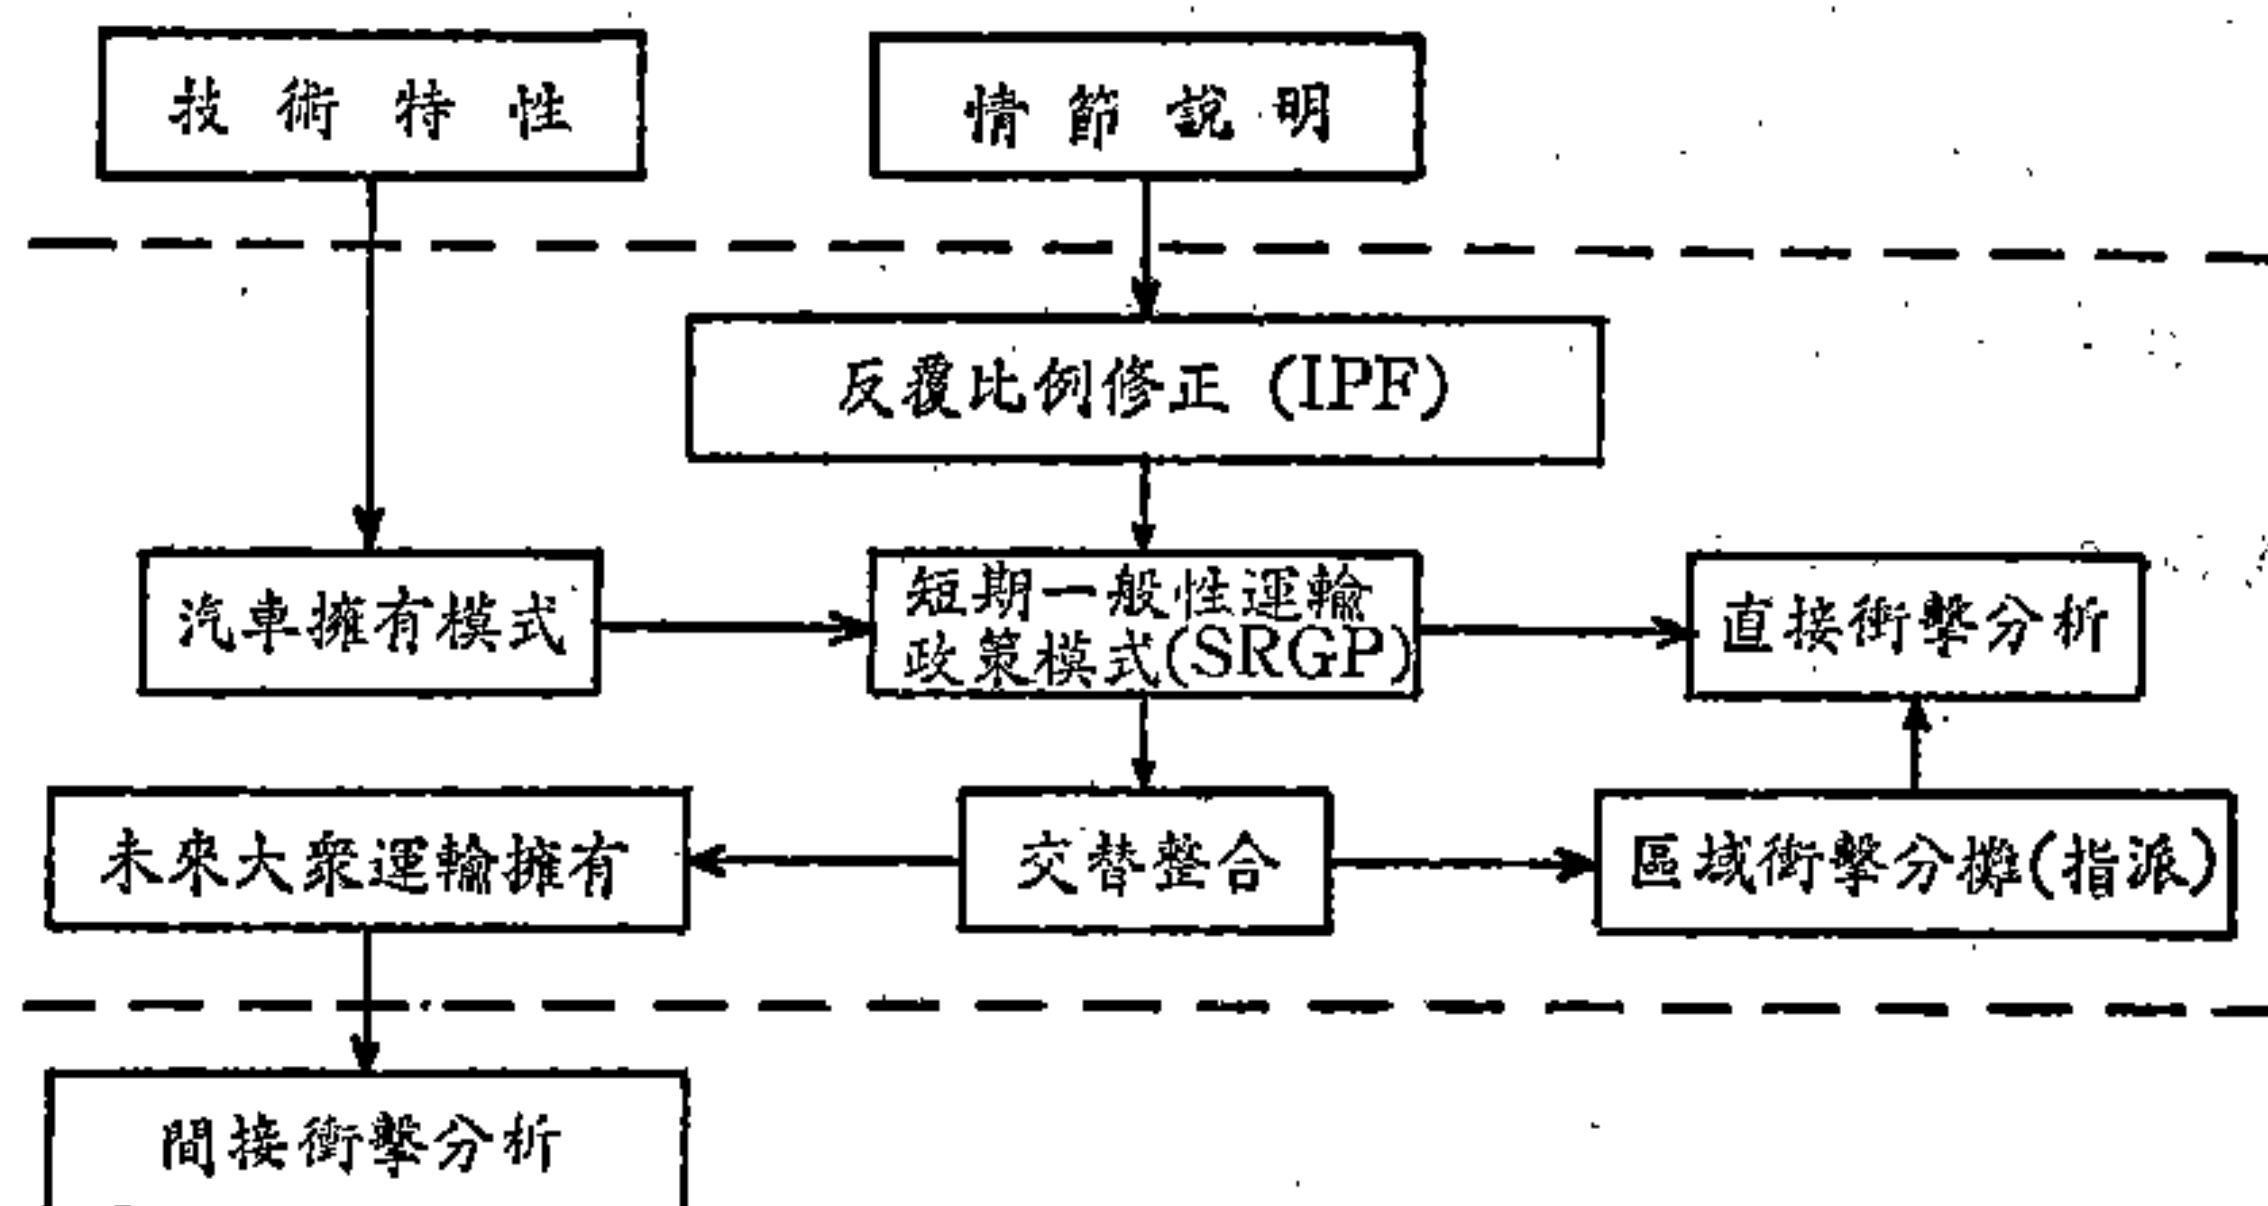 技術特性
情節說明
反覆比例修正 (IPF)
汽車擁有模式
短期一般性運輸
政策模式(SRGP)
直接衝擊分析
未來大眾運輸擁有
交替整合
區域衝擊分攤(指派)
間接衝擊分析